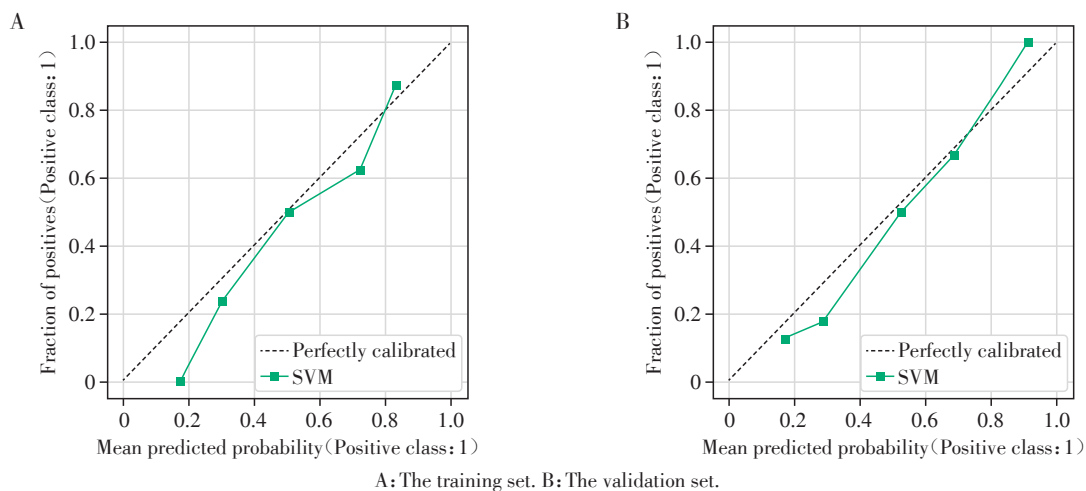 A
Fraction of positives(Positive class:1)
1.0
0.8
0.6
0.4
0.2
0
0 0.2 0.4 0.6 0.8 1.0
Mean predicted probability(Positive class:1)
Perfectly calibrated
SVM
B
Fraction of positives(Positive class:1)
1.0
0.8
0.6
0.4
0.2
0
0 0.2 0.4 0.6 0.8 1.0
Mean predicted probability(Positive class:1)
Perfectly calibrated
SVM
A:The training set. B:The validation set.